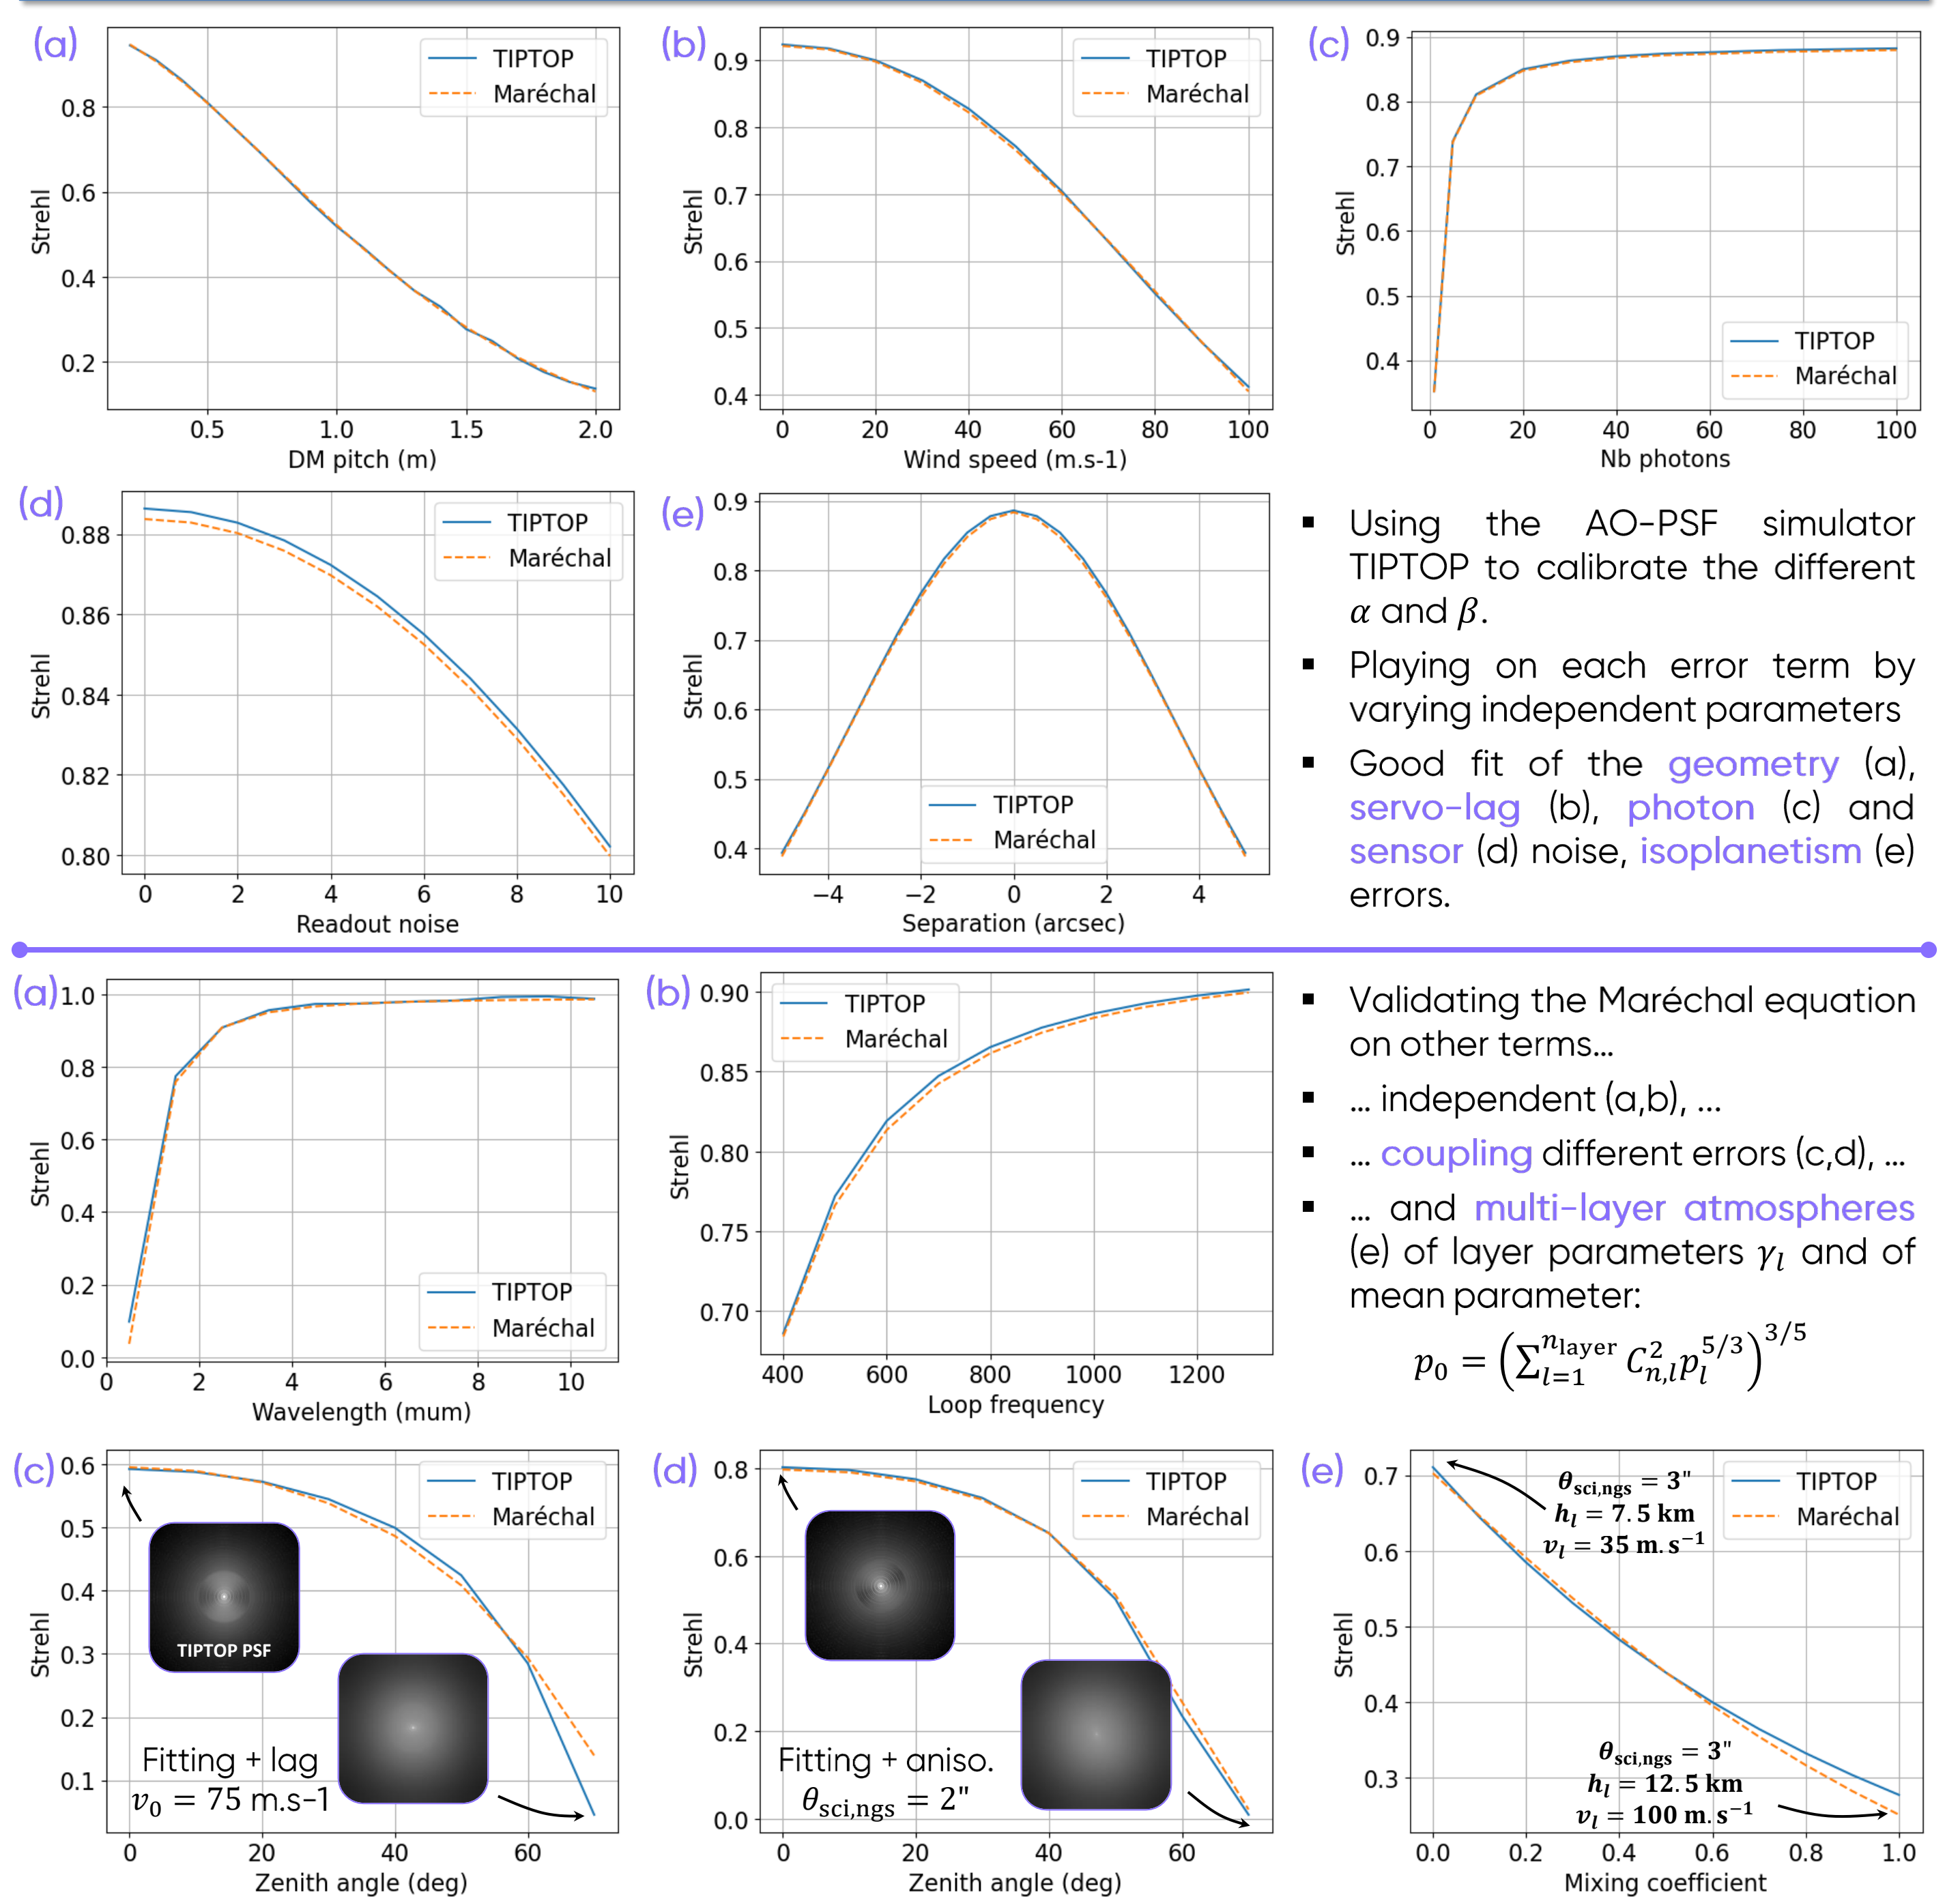 (a)
TIPTOP
Maréchal
0.8
0.6
0.4
0.2
Strehl
0.5 1.0 1.5 2.0
DM pitch (m)
(b)
TIPTOP
Maréchal
0.9
0.8
0.7
0.6
0.5
0.4
Strehl
0 20 40 60 80 100
Wind speed (m.s-1)
(c)
0.9
0.8
0.7
0.6
0.5
0.4
Strehl
TIPTOP
Maréchal
0 20 40 60 80 100
Nb photons
(d)
TIPTOP
Maréchal
0.88
0.86
0.84
0.82
0.80
Strehl
0 2 4 6 8 10
Readout noise
(e)
0.9
0.8
0.7
0.6
0.5
0.4
Strehl
TIPTOP
Maréchal
−4 −2 0 2 4
Separation (arcsec)
▪ Using the AO-PSF simulator
TIPTOP to calibrate the different
α and β.
▪ Playing on each error term by
varying independent parameters
▪ Good fit of the geometry (a),
servo-lag (b), photon (c) and
sensor (d) noise, isoplanetism (e)
errors.
(a)
1.0
0.8
0.6
0.4
0.2
0.0
Strehl
TIPTOP
Maréchal
0 2 4 6 8 10
Wavelength (mum)
(b)
TIPTOP
Maréchal
0.90
0.85
0.80
0.75
0.70
Strehl
400 600 800 1000 1200
Loop frequency
▪ Validating the Maréchal equation
on other terms…
▪ … independent (a,b), …
▪ … coupling different errors (c,d), …
▪ … and multi-layer atmospheres
(e) of layer parameters γ_l and of
mean parameter:
p_0 = (∑_{l=1}^{n_layer} C_{n,l}^2 p_l^{5/3})^{3/5}
(c)
TIPTOP
Maréchal
0.6
0.5
0.4
0.3
0.2
0.1
Strehl
TIPTOP PSF
Fitting + lag
v_0 = 75 m.s-1
0 20 40 60
Zenith angle (deg)
(d)
TIPTOP
Maréchal
0.8
0.6
0.4
0.2
0.0
Strehl
Fitting + aniso.
θ_sci,ngs = 2"
0 20 40 60
Zenith angle (deg)
(e)
TIPTOP
Maréchal
0.7
0.6
0.5
0.4
0.3
Strehl
θ_sci,ngs = 3"
h_l = 7.5 km
v_l = 35 m.s⁻¹
θ_sci,ngs = 3"
h_l = 12.5 km
v_l = 100 m.s⁻¹
0.0 0.2 0.4 0.6 0.8 1.0
Mixing coefficient